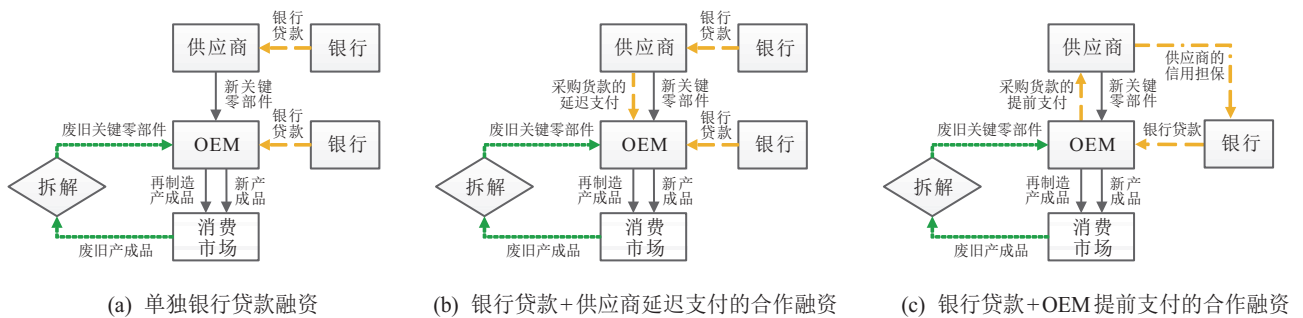 银行
贷款
供应商
银行
新关键
零部件
银行
贷款
废旧关键零部件
OEM
银行
拆解
再制造
产成品
新产
成品
消费
市场
废旧产成品
(a) 单独银行贷款融资
银行
贷款
供应商
银行
采购货款的
延迟支付
新关键
零部件
银行
贷款
废旧关键零部件
OEM
银行
拆解
再制造
产成品
新产
成品
消费
市场
废旧产成品
(b) 银行贷款+供应商延迟支付的合作融资
供应商
供应商的
信用担保
采购货款的
提前支付
新关键
零部件
废旧关键零部件
OEM
银行贷款
银行
拆解
再制造
产成品
新产
成品
消费
市场
废旧产成品
(c) 银行贷款+OEM提前支付的合作融资